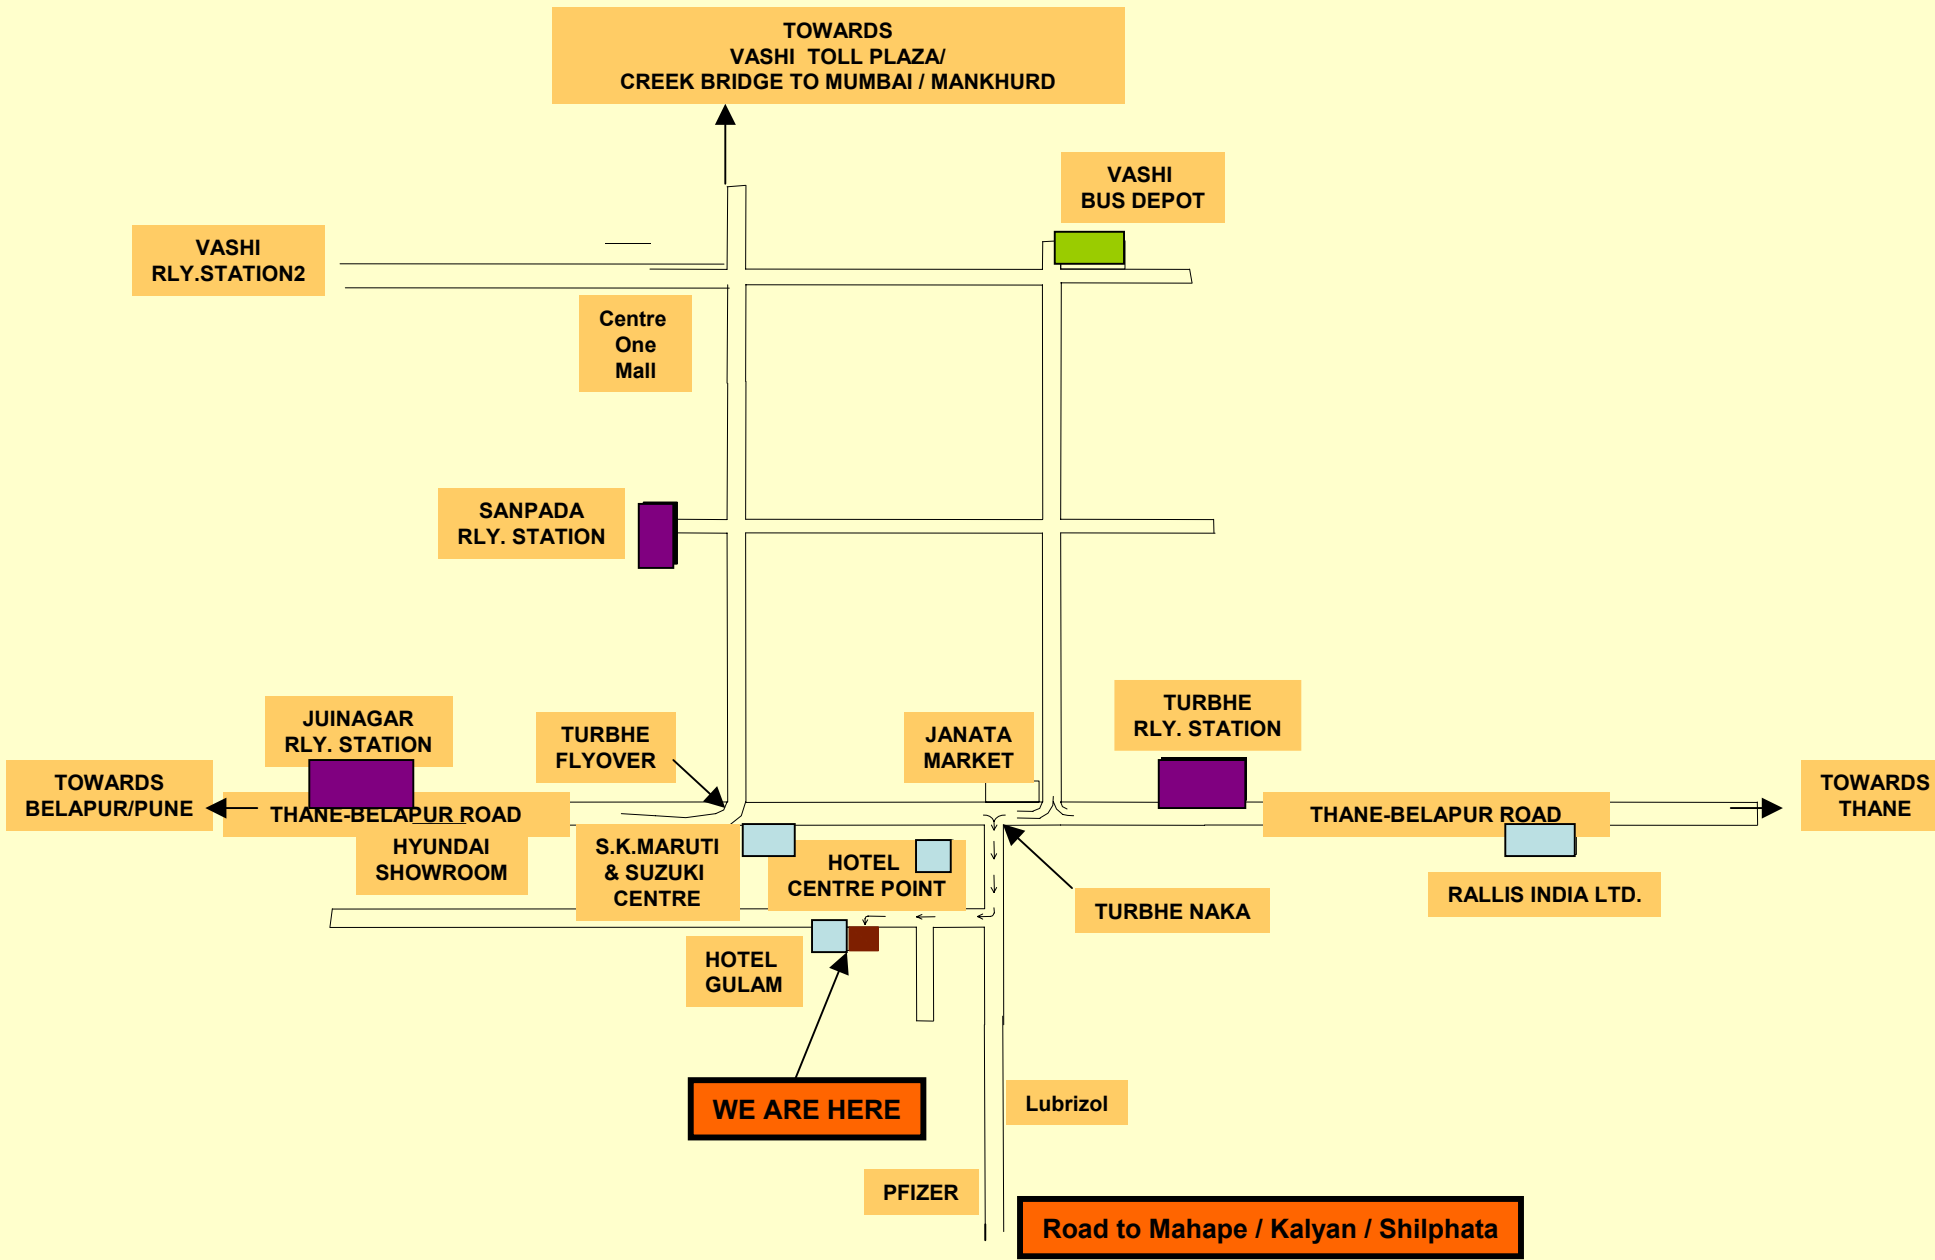 TOWARDS
VASHI TOLL PLAZA/
CREEK BRIDGE TO MUMBAI / MANKHURD
VASHI
BUS DEPOT
VASHI
RLY.STATION2
Centre
One
Mall
SANPADA
RLY. STATION
JUINAGAR
RLY. STATION
TURBHE
FLYOVER
JANATA
MARKET
TURBHE
RLY. STATION
TOWARDS
BELAPUR/PUNE
THANE-BELAPUR ROAD
THANE-BELAPUR ROAD
TOWARDS
THANE
HYUNDAI
SHOWROOM
S.K.MARUTI
& SUZUKI
CENTRE
HOTEL
CENTRE POINT
TURBHE NAKA
RALLIS INDIA LTD.
HOTEL
GULAM
WE ARE HERE
Lubrizol
PFIZER
Road to Mahape / Kalyan / Shilphata